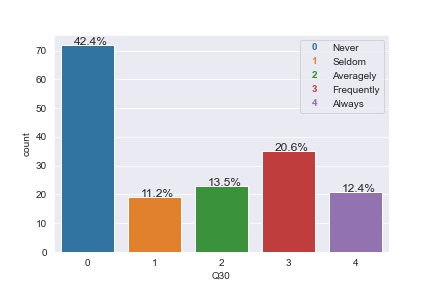 42.4%
11.2%
13.5%
20.6%
12.4%
0 Never
1 Seldom
2 Averagely
3 Frequently
4 Always
count
70
60
50
40
30
20
10
0
0 1 2 3 4
Q30